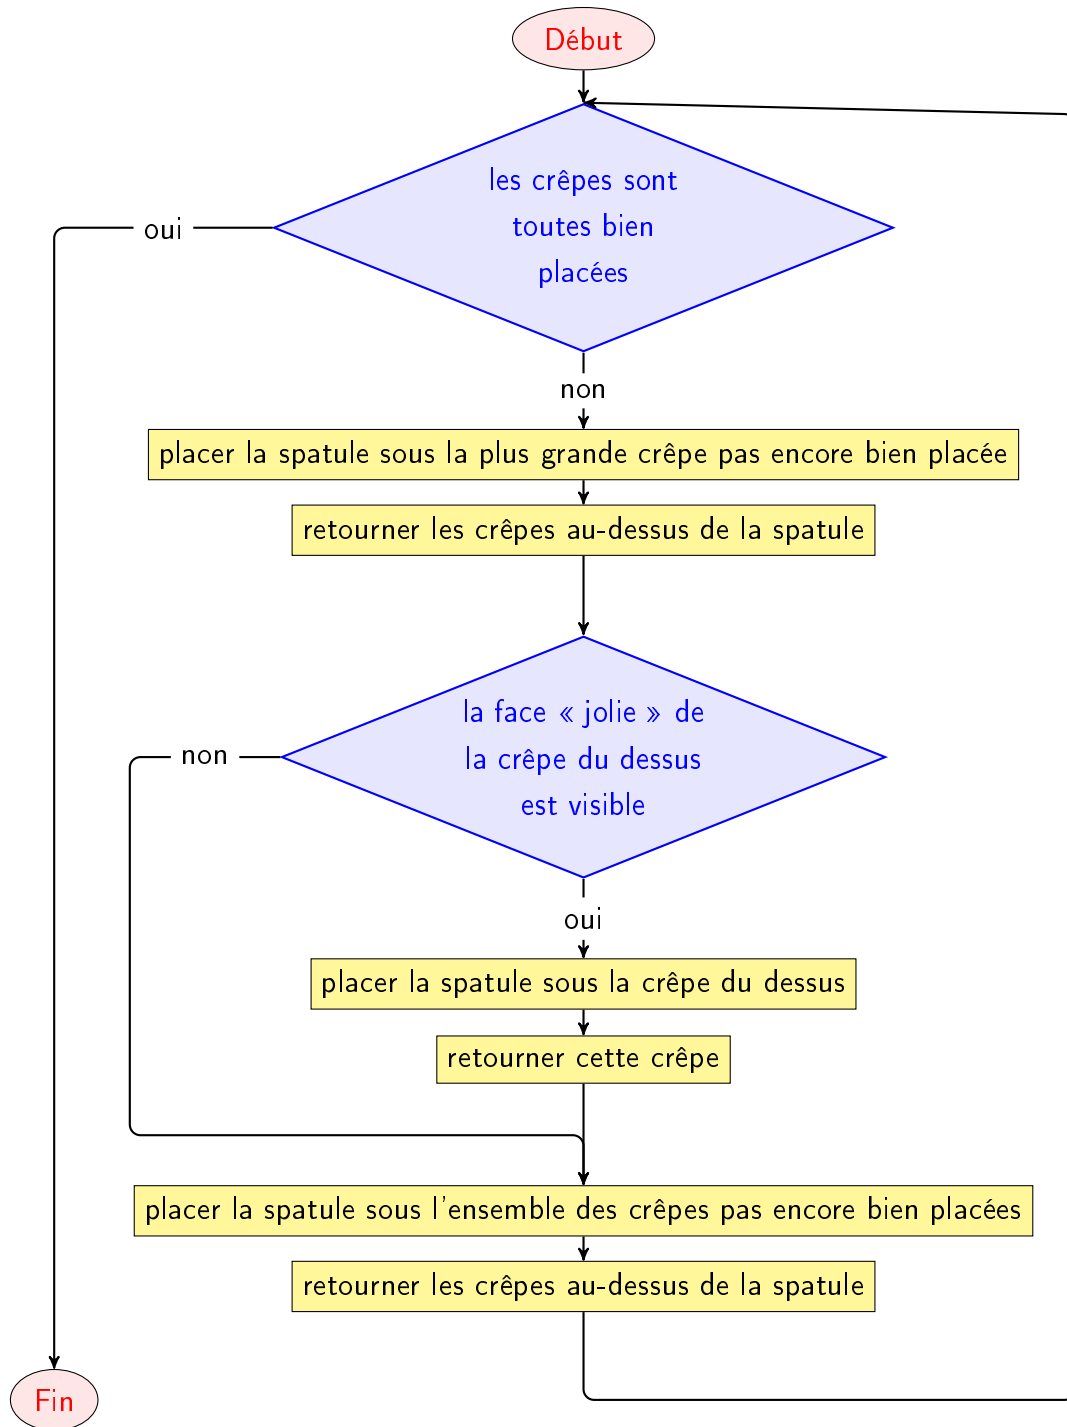 Début
les crêpes sont
toutes bien
placées
oui
non
placer la spatule sous la plus grande crêpe pas encore bien placée
retourner les crêpes au-dessus de la spatule
la face « jolie » de
la crêpe du dessus
est visible
non
oui
placer la spatule sous la crêpe du dessus
retourner cette crêpe
placer la spatule sous l'ensemble des crêpes pas encore bien placées
retourner les crêpes au-dessus de la spatule
Fin